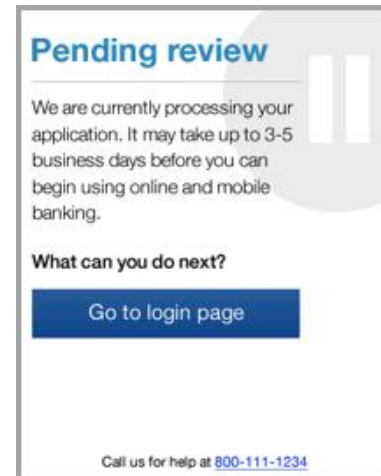 Pending review
We are currently processing your
application. It may take up to 3-5
business days before you can
begin using online and mobile
banking.
What can you do next?
Go to login page
Call us for help at 800-111-1234